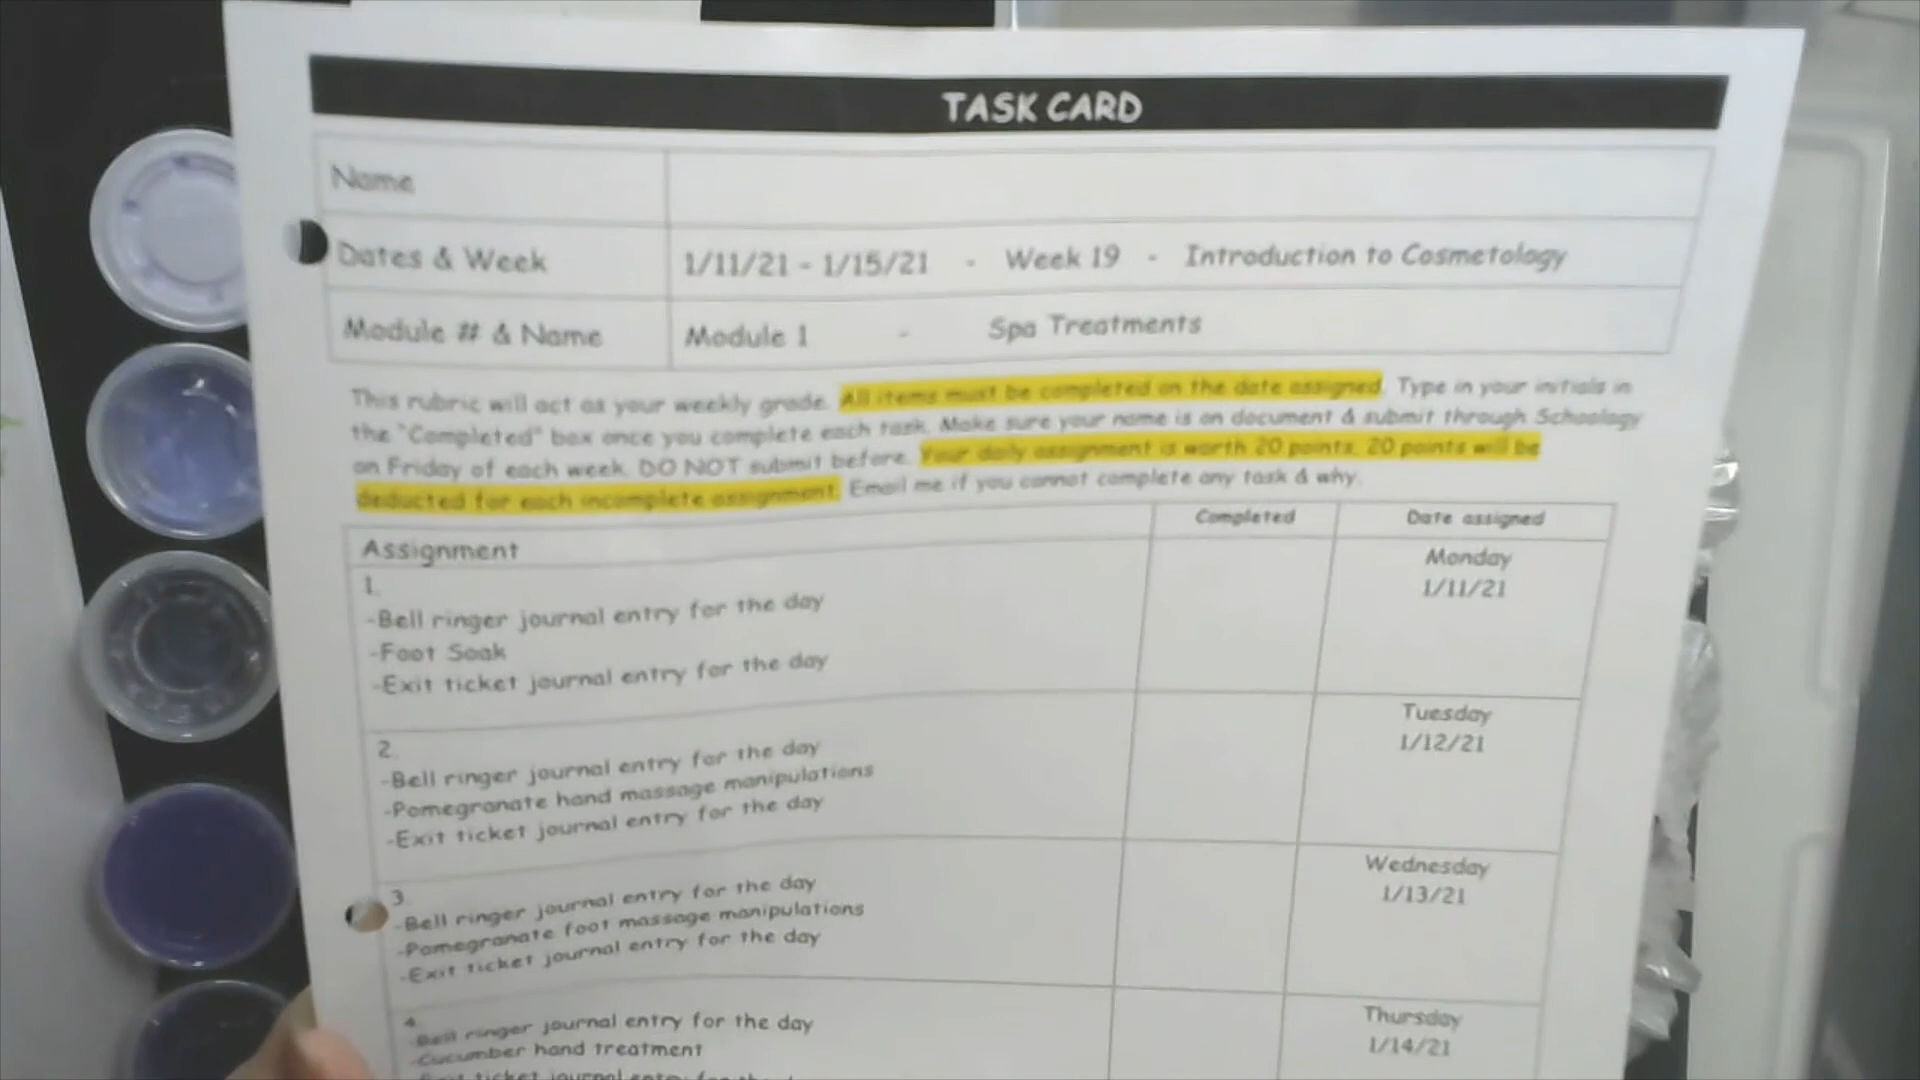 TASK CARD
Name
Dates & Week 1/11/21 - 1/15/21 - Week 19 - Introduction to Cosmetology
Module # & Name Module 1 - Spa Treatments
This rubric will act as your weekly grade. All items must be completed on the date assigned. Type in your initials in
the "Completed" box once you complete each task. Make sure your name is on document & submit through Schoology
on Friday of each week. DO NOT submit before. Your daily assignment is worth 20 points. 20 points will be
deducted for each incomplete assignment. Email me if you cannot complete any task & why.
Assignment Completed Date assigned
1.
-Bell ringer journal entry for the day
-Foot Soak
-Exit ticket journal entry for the day
Monday
1/11/21
2.
-Bell ringer journal entry for the day
-Pomegranate hand massage manipulations
-Exit ticket journal entry for the day
Tuesday
1/12/21
3.
-Bell ringer journal entry for the day
-Pomegranate foot massage manipulations
-Exit ticket journal entry for the day
Wednesday
1/13/21
4.
-Bell ringer journal entry for the day
-Cucumber hand treatment
-Exit ticket journal entry for the
Thursday
1/14/21